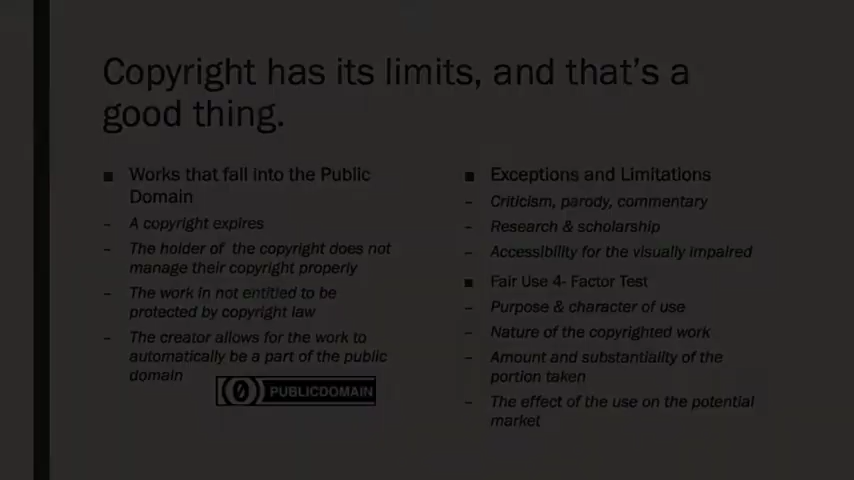 Copyright has its limits, and that's a
good thing.
■ Works that fall into the Public
Domain
– A copyright expires
– The holder of the copyright does not
manage their copyright properly
– The work in not entitled to be
protected by copyright law
– The creator allows for the work to
automatically be a part of the public
domain
PUBLICDOMAIN
■ Exceptions and Limitations
– Criticism, parody, commentary
– Research & scholarship
– Accessibility for the visually impaired
■ Fair Use 4- Factor Test
– Purpose & character of use
– Nature of the copyrighted work
– Amount and substantiality of the
portion taken
– The effect of the use on the potential
market